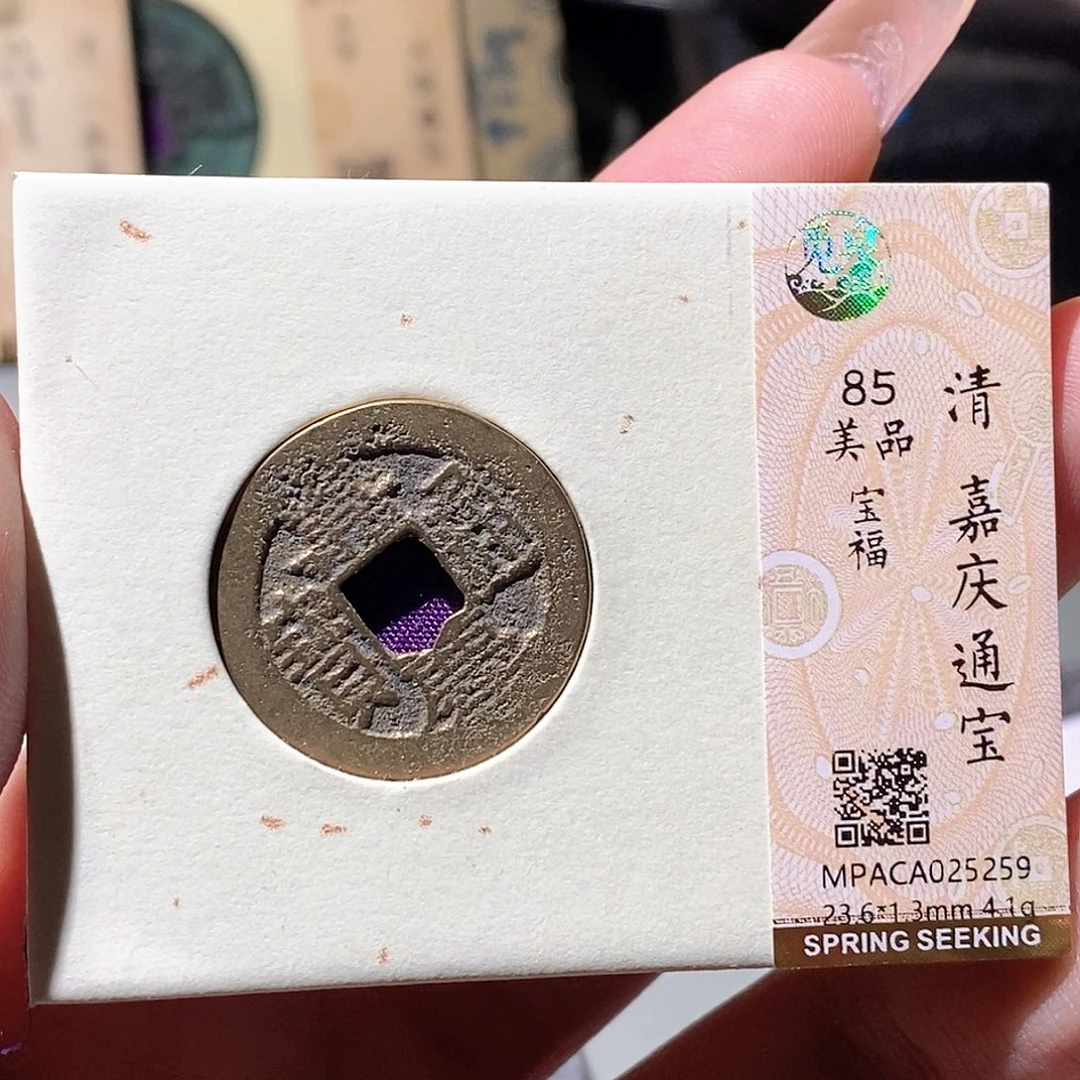 清 嘉庆通宝
85
美品
宝福
MPACA025259
23.6*1.3mm 4.1g
SPRING SEEKING